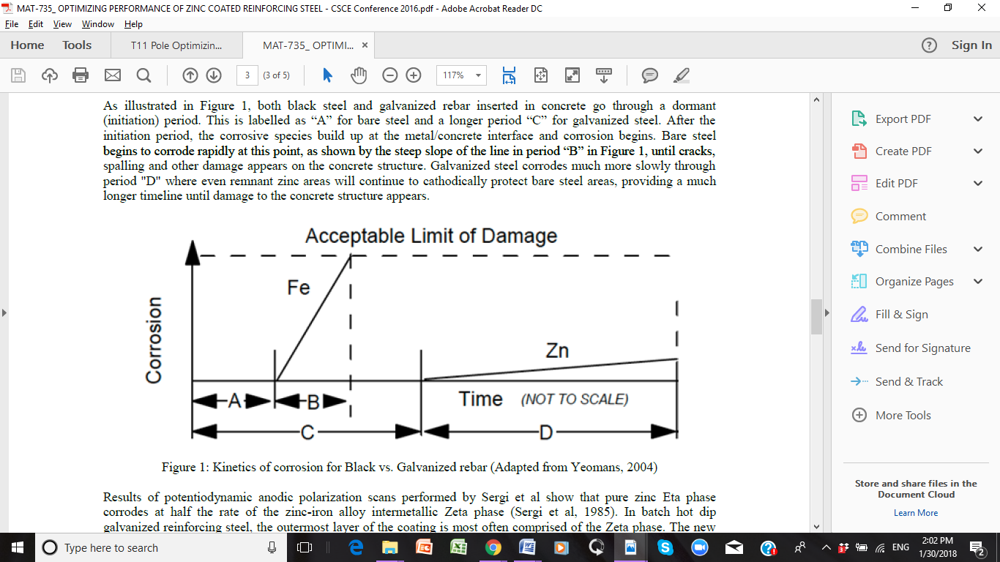 MAT-735_ OPTIMIZING PERFORMANCE OF ZINC COATED REINFORCING STEEL - CSCE Conference 2016.pdf - Adobe Acrobat Reader DC
File Edit View Window Help
Home Tools T11 Pole Optimizin... MAT-735_ OPTIMI... × ? Sign In
3 (3 of 5) 117%
As illustrated in Figure 1, both black steel and galvanized rebar inserted in concrete go through a dormant
(initiation) period. This is labelled as “A” for bare steel and a longer period “C” for galvanized steel. After the
initiation period, the corrosive species build up at the metal/concrete interface and corrosion begins. Bare steel
begins to corrode rapidly at this point, as shown by the steep slope of the line in period “B” in Figure 1, until cracks,
spalling and other damage appears on the concrete structure. Galvanized steel corrodes much more slowly through
period "D" where even remnant zinc areas will continue to cathodically protect bare steel areas, providing a much
longer timeline until damage to the concrete structure appears.
Acceptable Limit of Damage
Fe
Corrosion
Zn
A B Time (NOT TO SCALE)
C D
Figure 1: Kinetics of corrosion for Black vs. Galvanized rebar (Adapted from Yeomans, 2004)
Results of potentiodynamic anodic polarization scans performed by Sergi et al show that pure zinc Eta phase
corrodes at half the rate of the zinc-iron alloy intermetallic Zeta phase (Sergi et al, 1985). In batch hot dip
galvanized reinforcing steel, the outermost layer of the coating is most often comprised of the Zeta phase. The new
Export PDF
Create PDF
Edit PDF
Comment
Combine Files
Organize Pages
Fill & Sign
Send for Signature
Send & Track
More Tools
Store and share files in the
Document Cloud
Learn More
Type here to search
ENG
2:02 PM
1/30/2018
2